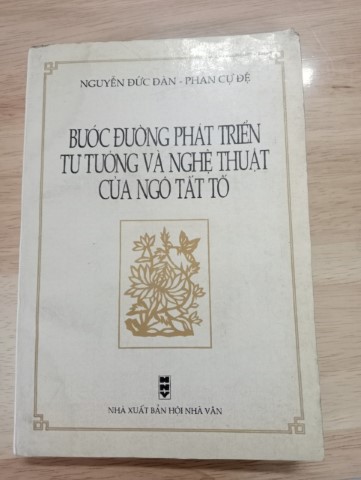 NGUYỄN ĐỨC ĐÀN - PHAN CỰ ĐỆ
BƯỚC ĐƯỜNG PHÁT TRIỂN
TƯ TƯỞNG VÀ NGHỆ THUẬT
CỦA NGÔ TẤT TỐ
HNV
NHÀ XUẤT BẢN HỘI NHÀ VĂN